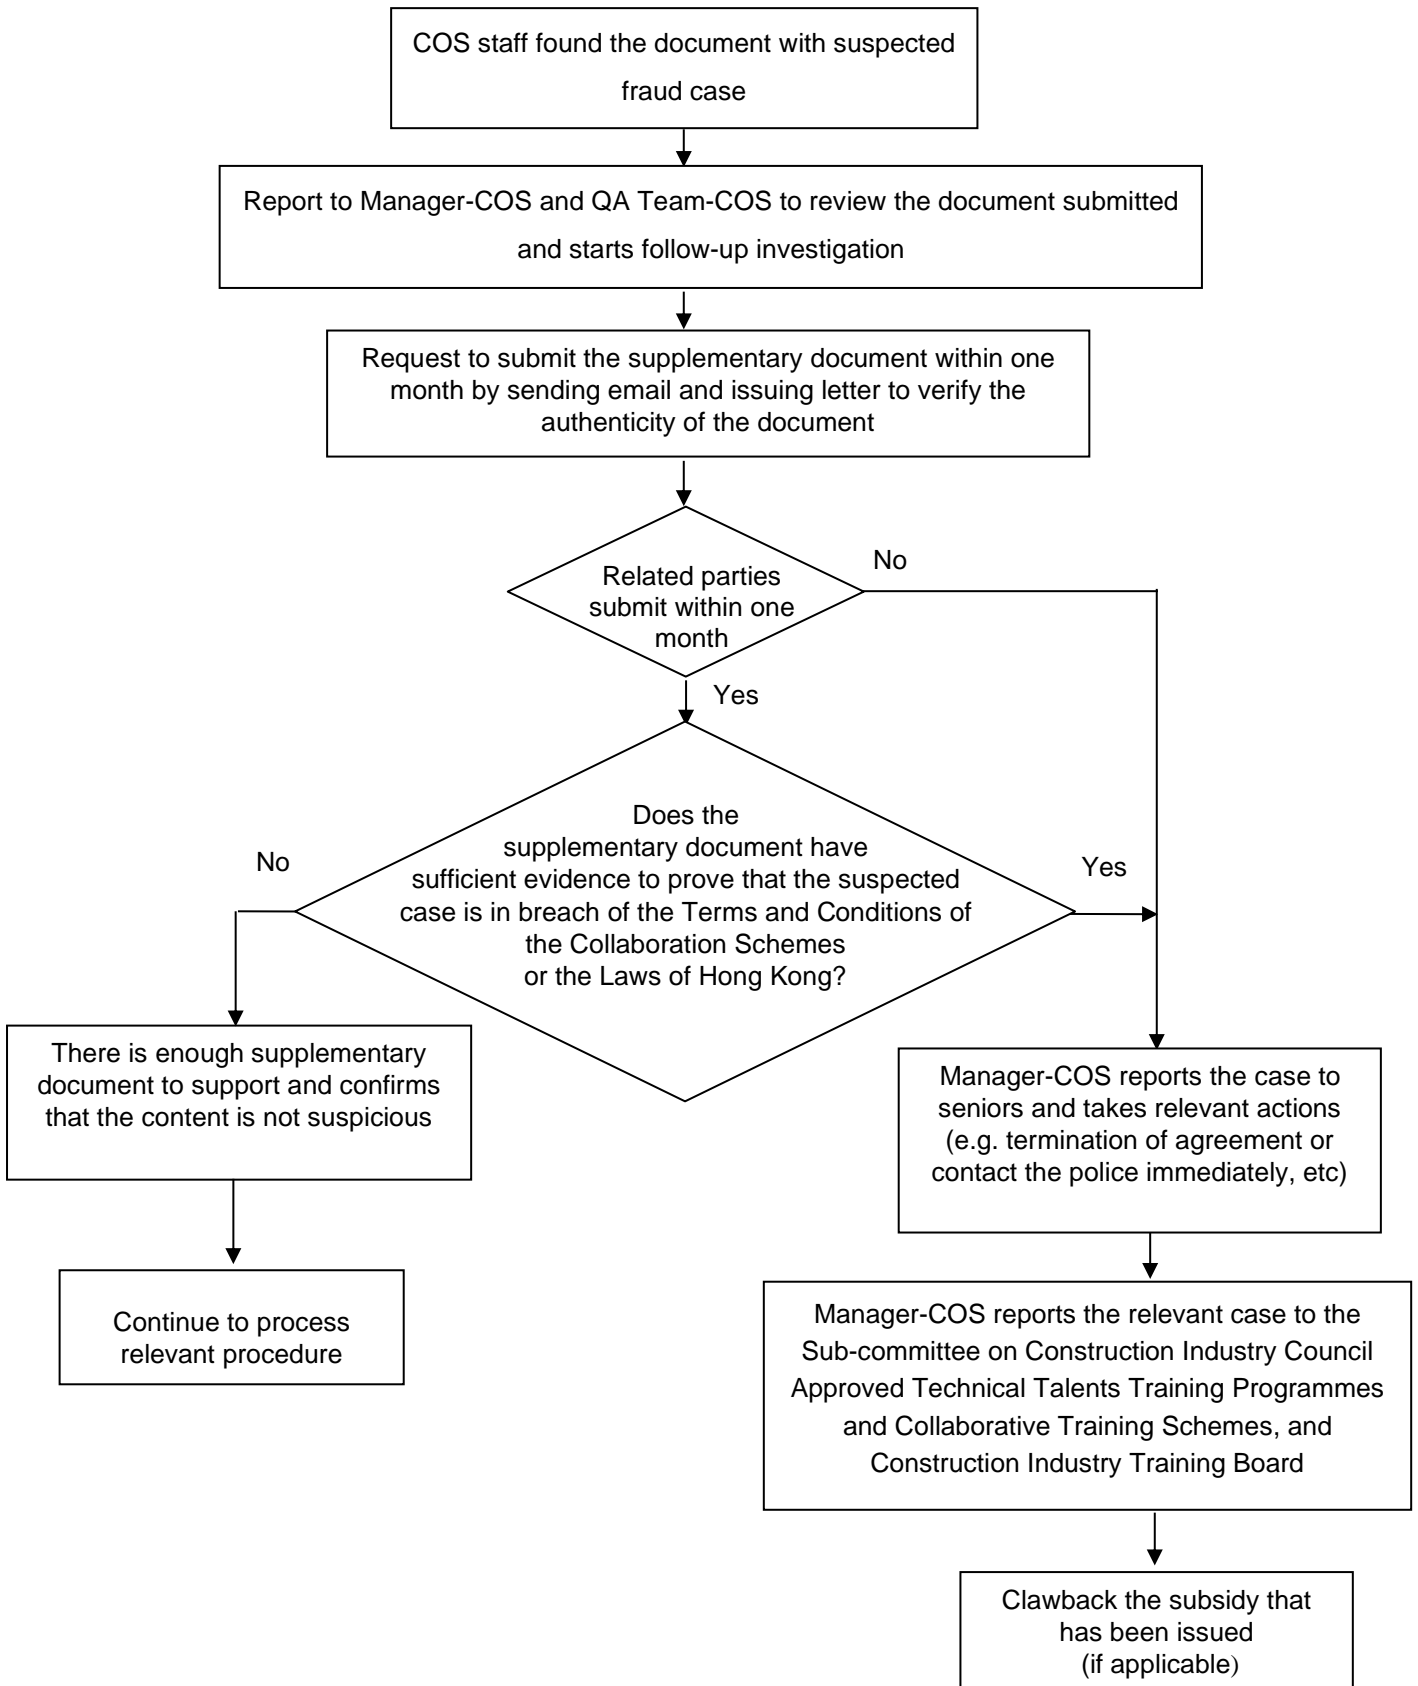 COS staff found the document with suspected
fraud case
Report to Manager-COS and QA Team-COS to review the document submitted
and starts follow-up investigation
Request to submit the supplementary document within one
month by sending email and issuing letter to verify the
authenticity of the document
Related parties
submit within one
month
No
Yes
Does the
supplementary document have
sufficient evidence to prove that the suspected
case is in breach of the Terms and Conditions of
the Collaboration Schemes
or the Laws of Hong Kong?
No
Yes
There is enough supplementary
document to support and confirms
that the content is not suspicious
Continue to process
relevant procedure
Manager-COS reports the case to
seniors and takes relevant actions
(e.g. termination of agreement or
contact the police immediately, etc)
Manager-COS reports the relevant case to the
Sub-committee on Construction Industry Council
Approved Technical Talents Training Programmes
and Collaborative Training Schemes, and
Construction Industry Training Board
Clawback the subsidy that
has been issued
(if applicable)